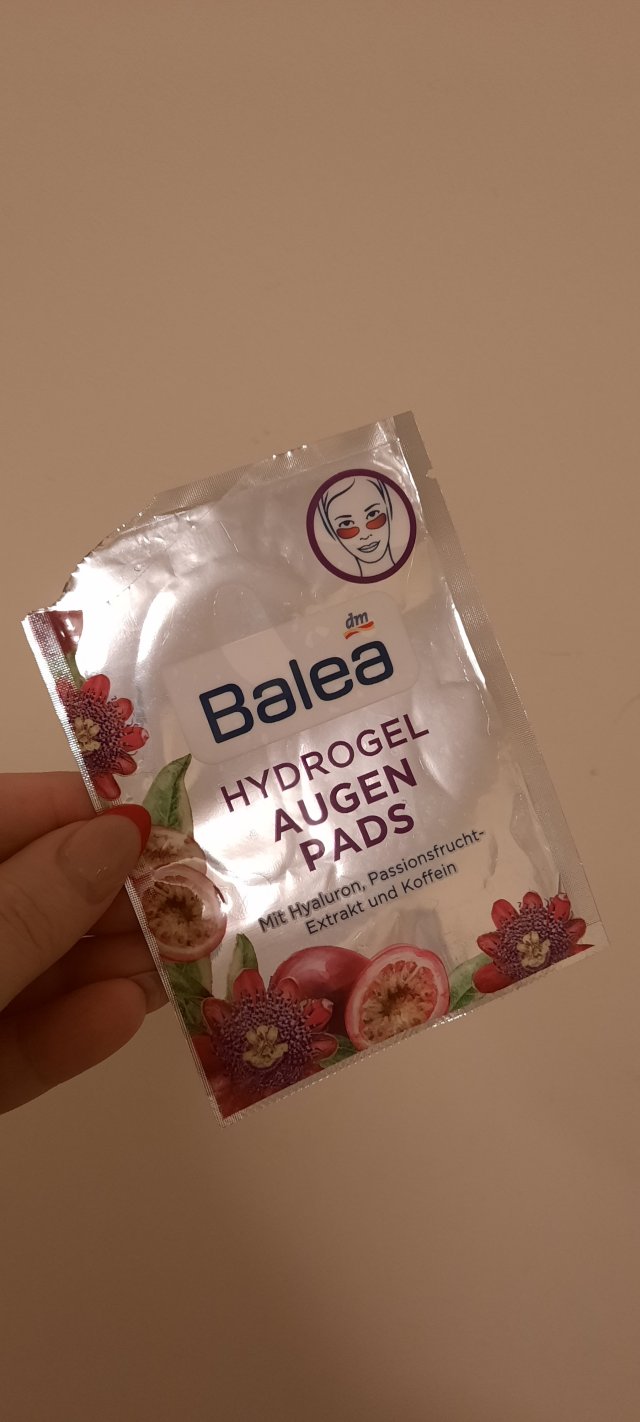 dm
Balea
HYDROGEL
AUGEN
PADS
Mit Hyaluron, Passionsfrucht-
Extrakt und Koffein